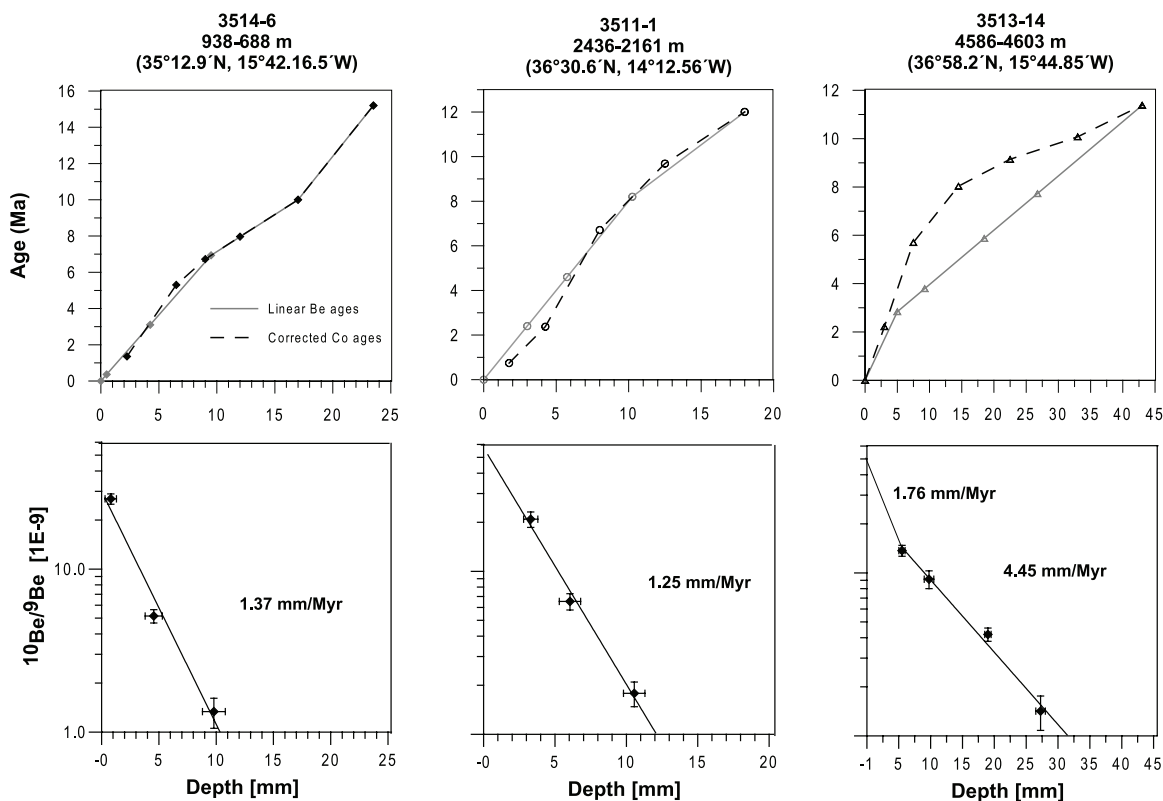 3514-6
938-688 m
(35°12.9´N, 15°42.16.5´W)
3511-1
2436-2161 m
(36°30.6´N, 14°12.56´W)
3513-14
4586-4603 m
(36°58.2´N, 15°44.85´W)
Age (Ma)
16
14
12
10
8
6
4
2
0
0 5 10 15 20 25
Linear Be ages
Corrected Co ages
12
10
8
6
4
2
0
0 5 10 15 20
12
10
8
6
4
2
0
0 5 10 15 20 25 30 35 40 45
10Be/9Be [1E-9]
10.0
1.0
1.37 mm/Myr
-0 5 10 15 20 25
Depth [mm]
1.25 mm/Myr
-0 5 10 15 20
Depth [mm]
1.76 mm/Myr
4.45 mm/Myr
-1 5 10 15 20 25 30 35 40 45
Depth [mm]